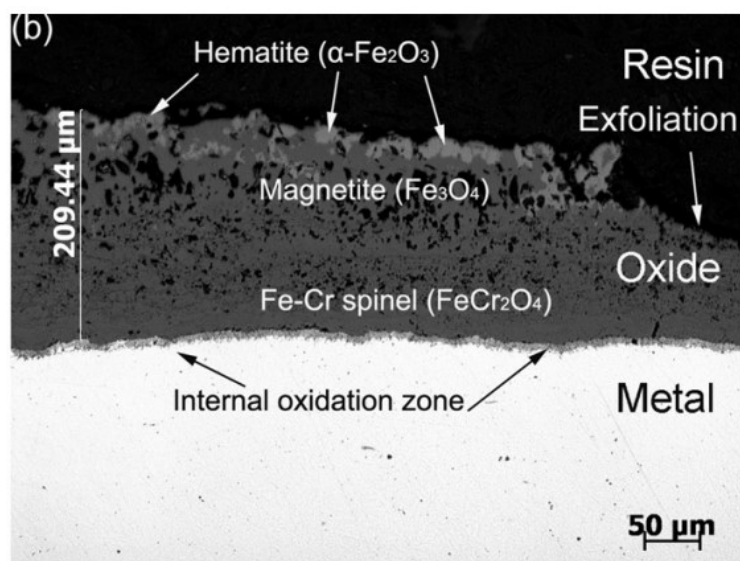 (b)
Hematite (α-Fe₂O₃)
Resin
Exfoliation
209.44 µm
Magnetite (Fe₃O₄)
Oxide
Fe-Cr spinel (FeCr₂O₄)
Internal oxidation zone
Metal
50 µm